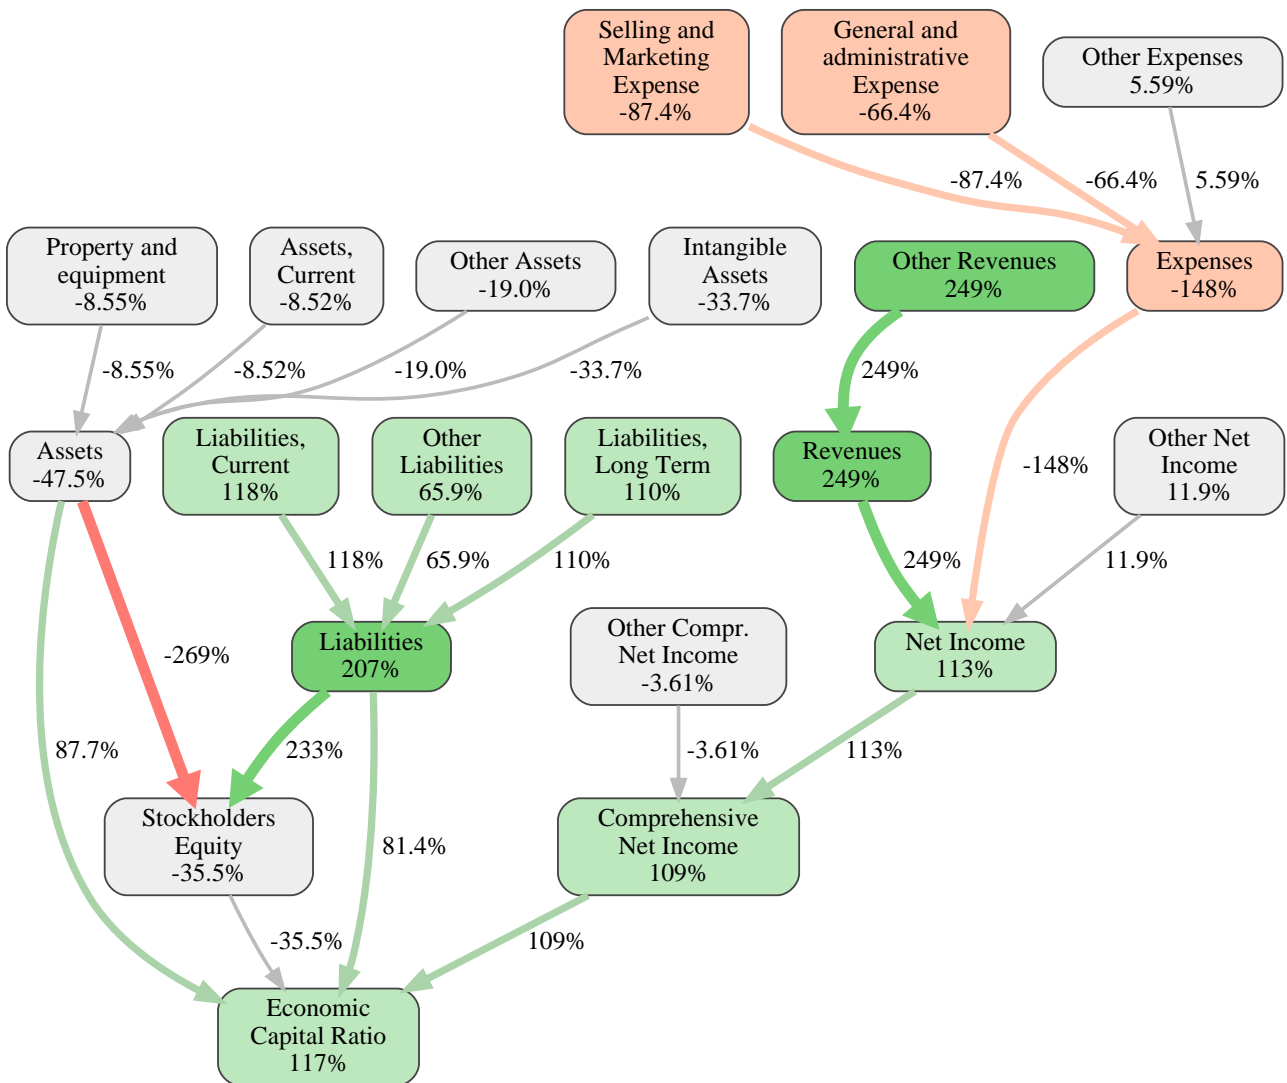 Selling and
Marketing
Expense
-87.4%
General and
administrative
Expense
-66.4%
Other Expenses
5.59%
-87.4%
-66.4%
5.59%
Property and
equipment
-8.55%
Assets,
Current
-8.52%
Other Assets
-19.0%
Intangible
Assets
-33.7%
Other Revenues
249%
Expenses
-148%
-8.55%
-8.52%
-19.0%
-33.7%
249%
Assets
-47.5%
Liabilities,
Current
118%
Other
Liabilities
65.9%
Liabilities,
Long Term
110%
Revenues
249%
-148%
Other Net
Income
11.9%
118%
65.9%
110%
249%
11.9%
-269%
Liabilities
207%
Other Compr.
Net Income
-3.61%
Net Income
113%
87.7%
233%
-3.61%
113%
Stockholders
Equity
-35.5%
81.4%
Comprehensive
Net Income
109%
-35.5%
109%
Economic
Capital Ratio
117%